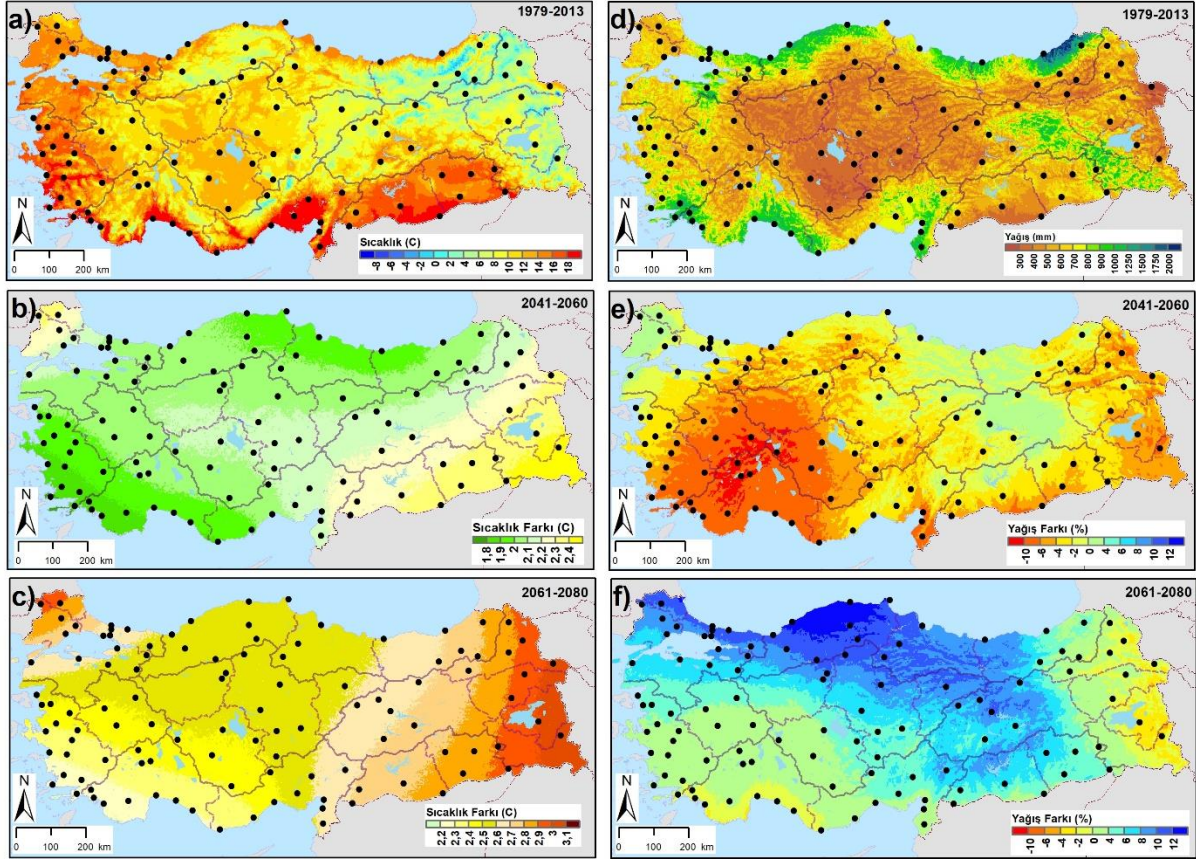 a)
1979-2013
N
0 100 200 km
Sıcaklık (C)
-8 -6 -4 -2 0 2 4 6 8 10 12 14 16 18
d)
1979-2013
N
0 100 200 km
Yağış (mm)
300 400 500 600 700 800 900 1000 1250 1500 1750 2000
b)
2041-2060
N
0 100 200 km
Sıcaklık Farkı (C)
1,8 1,9 2 2,1 2,2 2,3 2,4
e)
2041-2060
N
0 100 200 km
Yağış Farkı (%)
-10 -6 -4 -2 0 4 6 8 10 12
c)
2061-2080
N
0 100 200 km
Sıcaklık Farkı (C)
2,2 2,3 2,4 2,5 2,6 2,7 2,8 2,9 3 3,1
f)
2061-2080
N
0 100 200 km
Yağış Farkı (%)
-10 -6 -4 -2 0 4 6 8 10 12